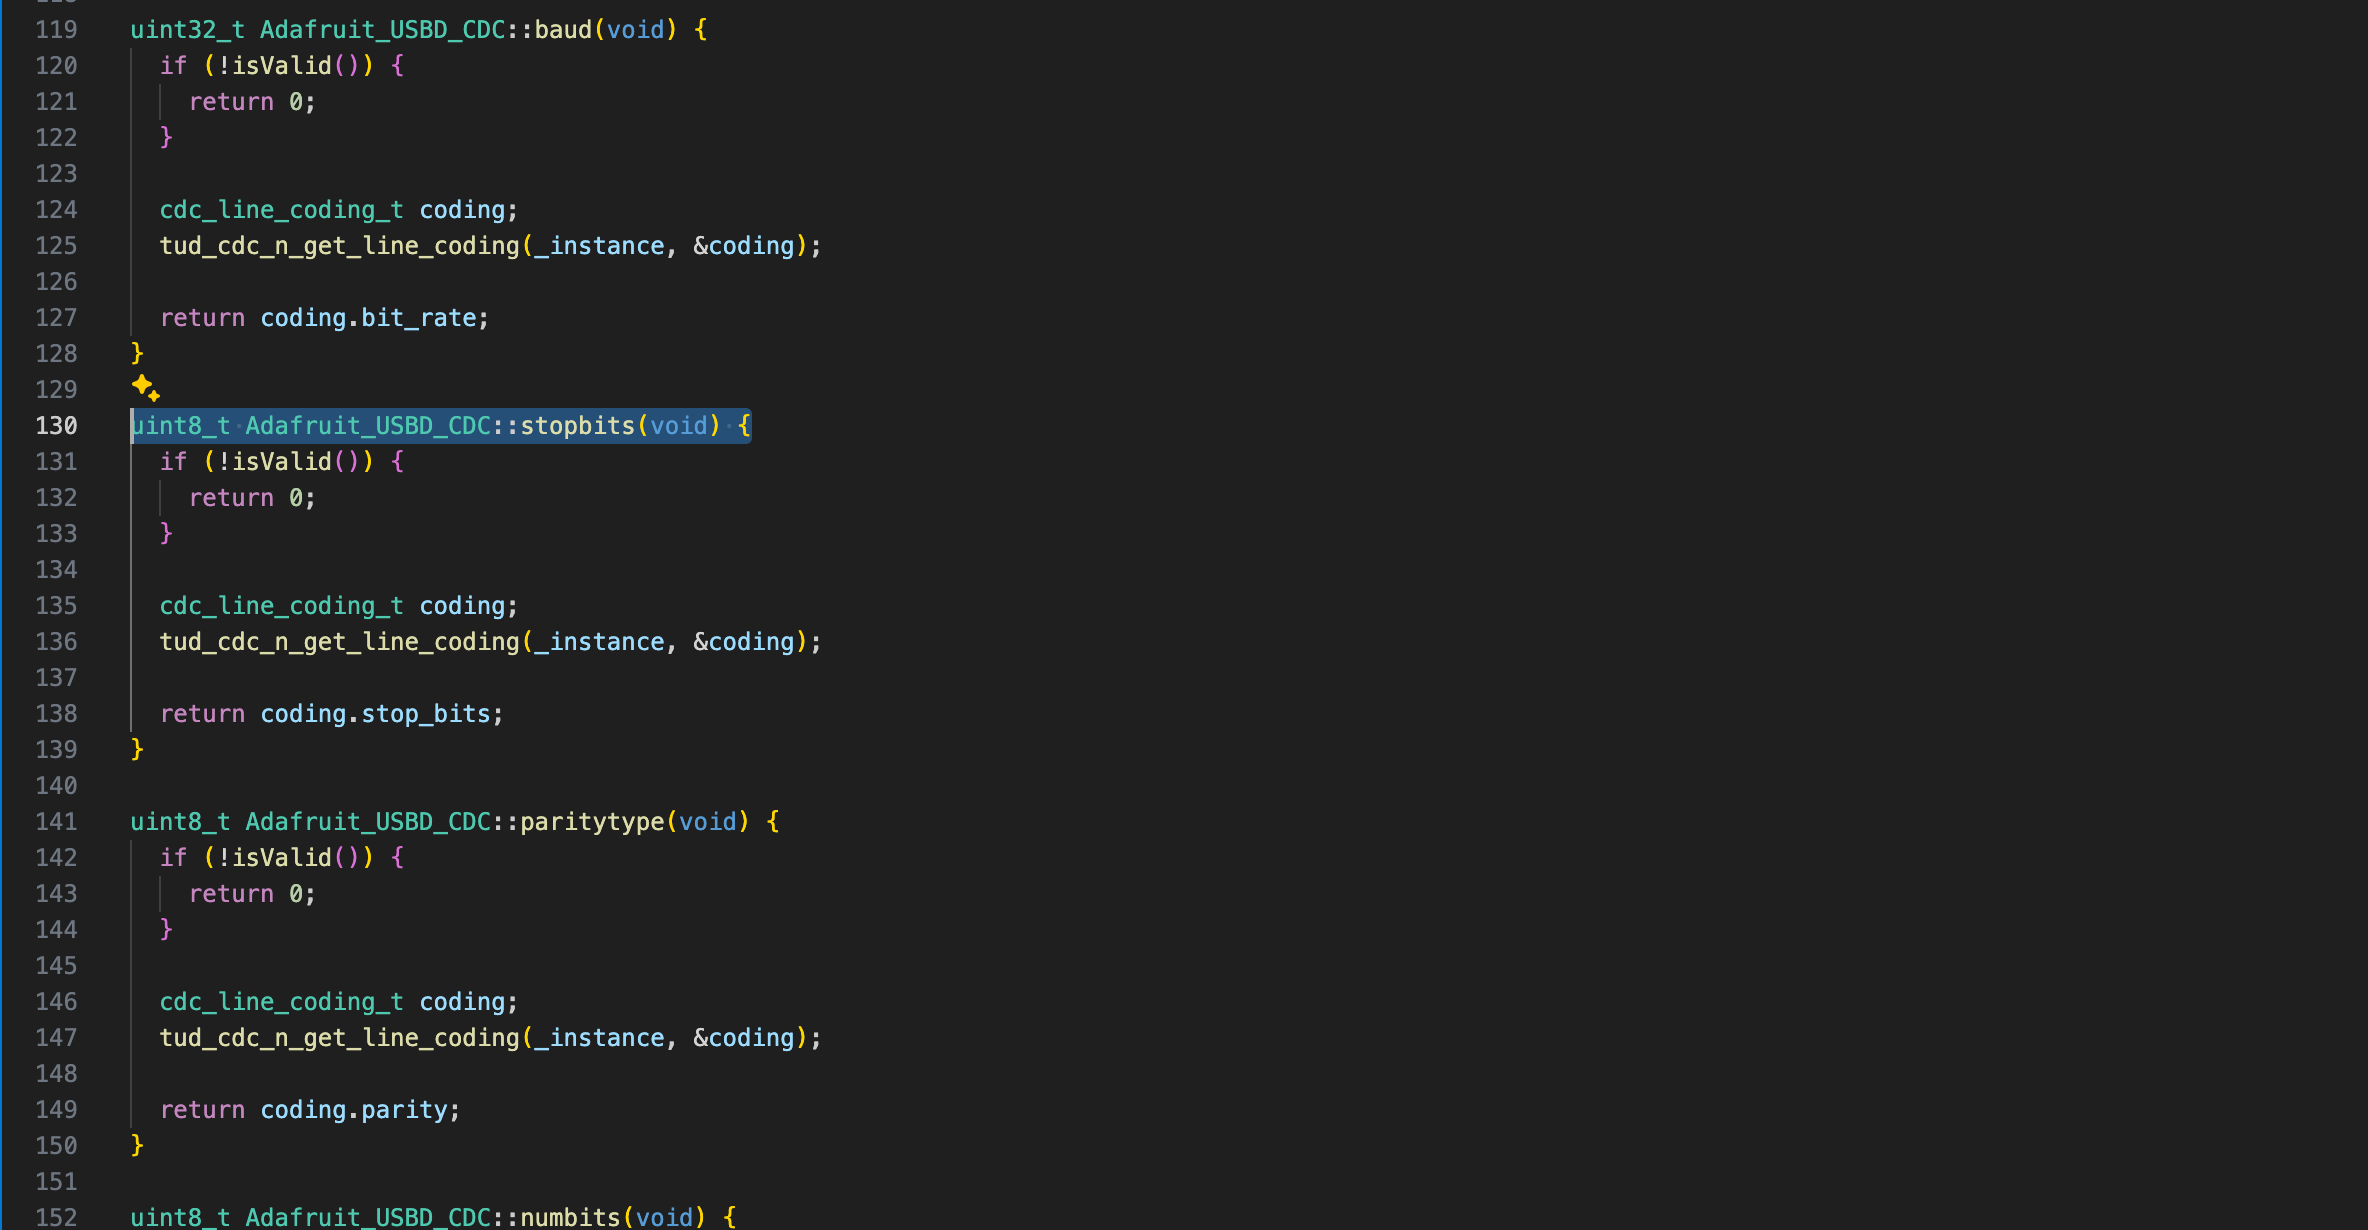 119 uint32_t Adafruit_USBD_CDC::baud(void) {
120   if (!isValid()) {
121     return 0;
122   }
123
124   cdc_line_coding_t coding;
125   tud_cdc_n_get_line_coding(_instance, &coding);
126
127   return coding.bit_rate;
128 }
129
130 uint8_t Adafruit_USBD_CDC::stopbits(void) {
131   if (!isValid()) {
132     return 0;
133   }
134
135   cdc_line_coding_t coding;
136   tud_cdc_n_get_line_coding(_instance, &coding);
137
138   return coding.stop_bits;
139 }
140
141 uint8_t Adafruit_USBD_CDC::paritytype(void) {
142   if (!isValid()) {
143     return 0;
144   }
145
146   cdc_line_coding_t coding;
147   tud_cdc_n_get_line_coding(_instance, &coding);
148
149   return coding.parity;
150 }
151
152 uint8_t Adafruit_USBD_CDC::numbits(void) {